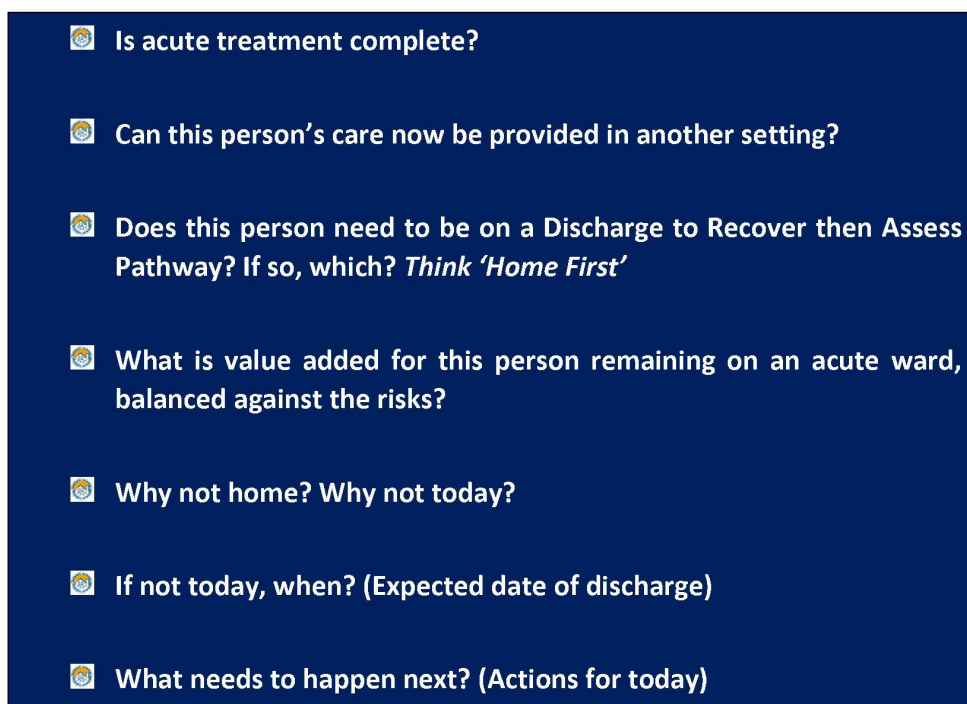 Is acute treatment complete?
Can this person’s care now be provided in another setting?
Does this person need to be on a Discharge to Recover then Assess
Pathway? If so, which? Think ‘Home First’
What is value added for this person remaining on an acute ward,
balanced against the risks?
Why not home? Why not today?
If not today, when? (Expected date of discharge)
What needs to happen next? (Actions for today)